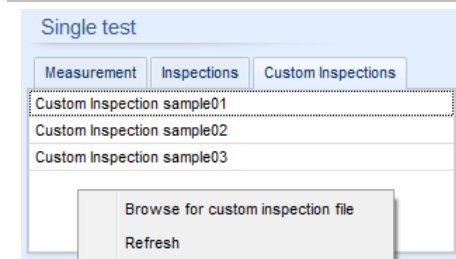 Single test
Measurement Inspections Custom Inspections
Custom Inspection sample01
Custom Inspection sample02
Custom Inspection sample03
Browse for custom inspection file
Refresh